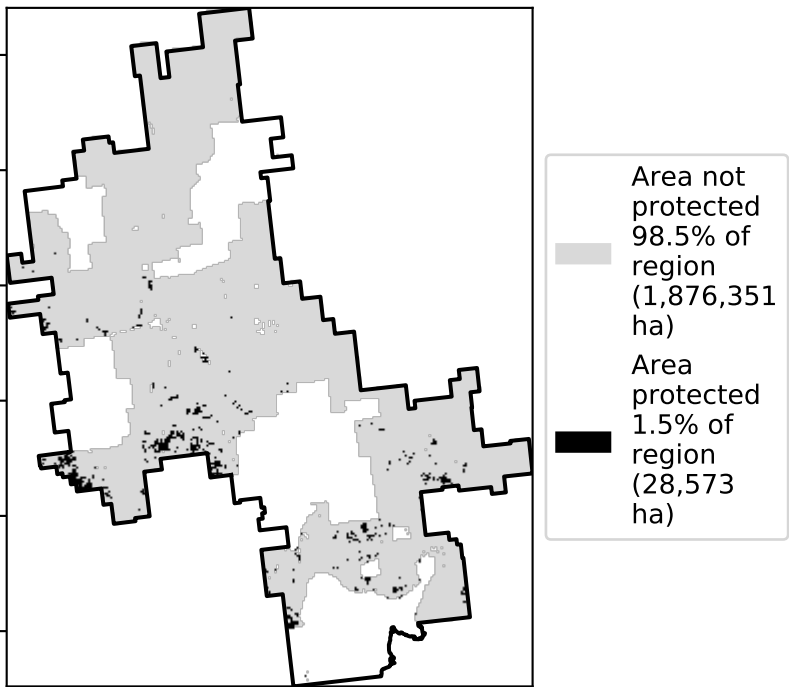 Area not
protected
98.5% of
region
(1,876,351
ha)
Area
protected
1.5% of
region
(28,573
ha)